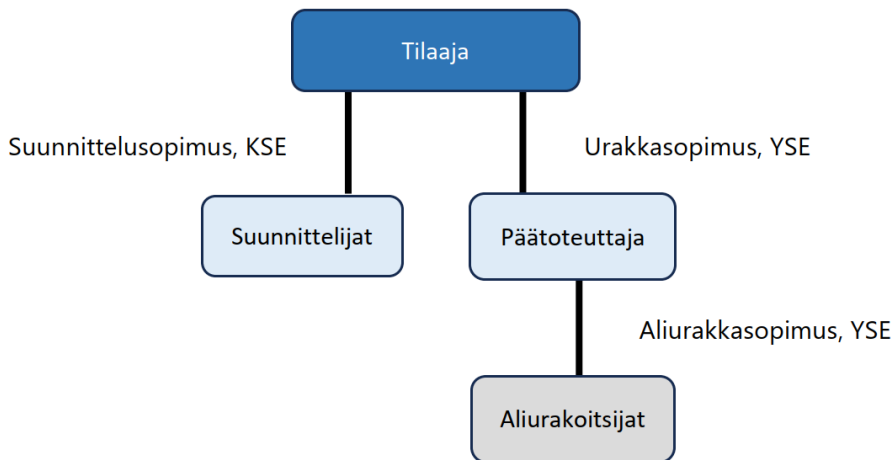 Tilaaja
Suunnittelusopimus, KSE
Urakkasopimus, YSE
Suunnittelijat
Päätoteuttaja
Aliurakkasopimus, YSE
Aliurakoitsijat